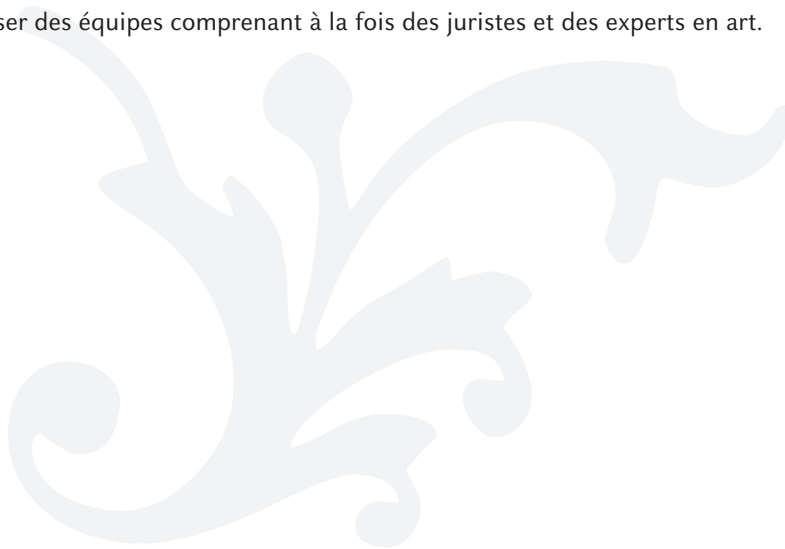 ser des équipes comprenant à la fois des juristes et des experts en art.